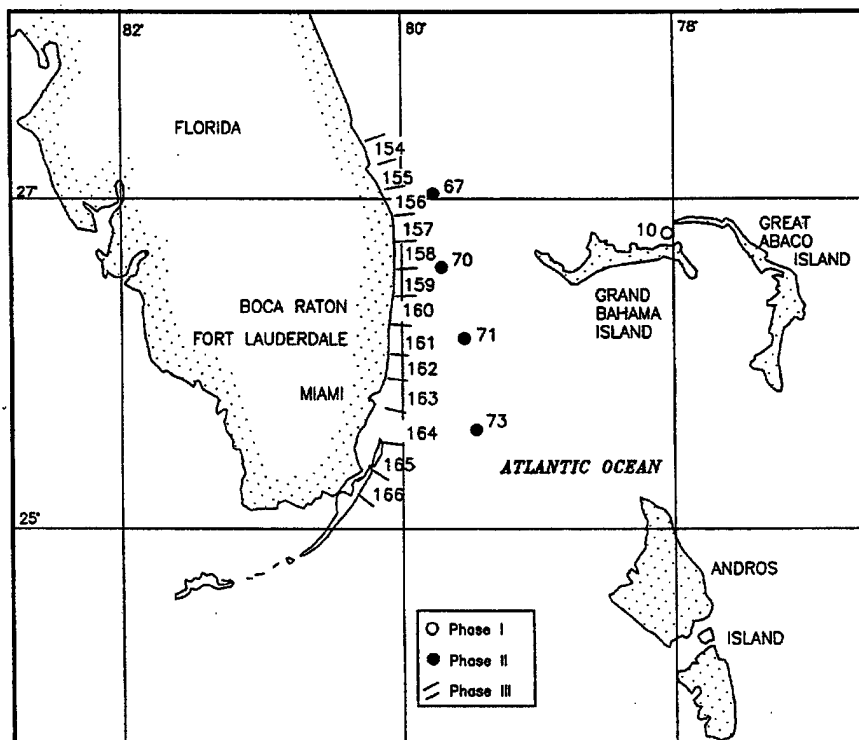 82°
80°
78°
FLORIDA
154
155
67
27°
156
157
10
GREAT
ABACO
ISLAND
158
70
159
GRAND
BAHAMA
ISLAND
BOCA RATON
160
FORT LAUDERDALE
161
71
162
MIAMI
163
73
164
ATLANTIC OCEAN
165
166
25°
ANDROS
ISLAND
Phase I
Phase II
Phase III